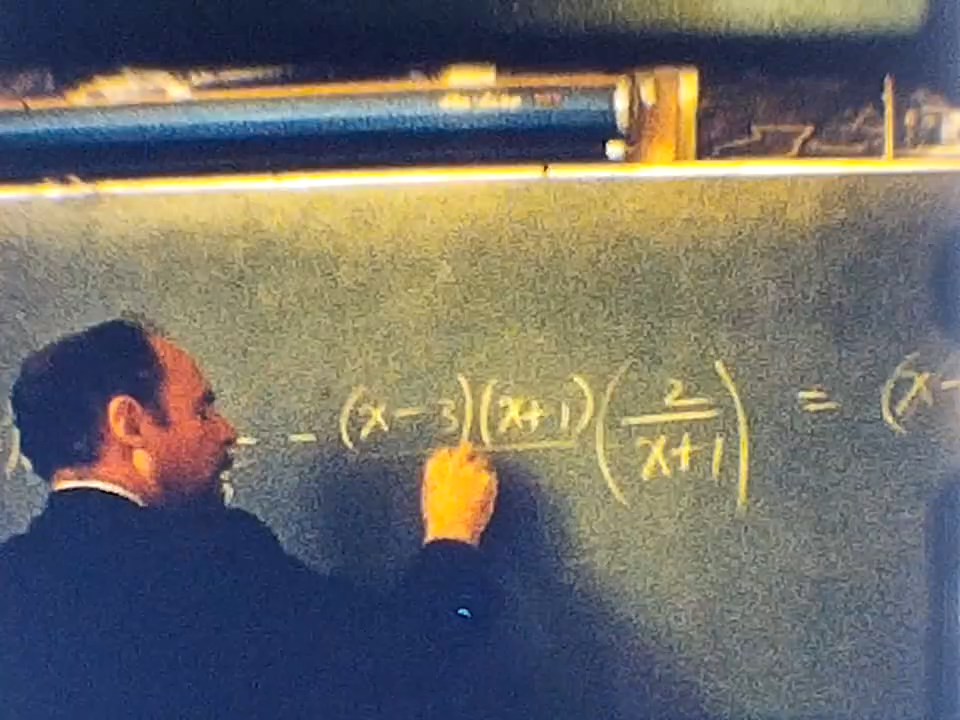 ) - - (x-3)(x+1)(2/(x+1)) = (x-